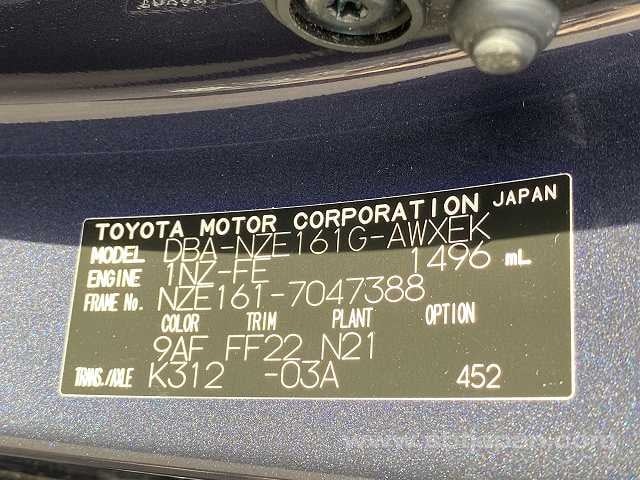 TOYOTA MOTOR CORPORATION JAPAN
MODEL DBA-NZE161G-AWXEK
ENGINE 1NZ-FE 1496 mL
FRAME No. NZE161-7047388
COLOR TRIM PLANT OPTION
9AF FF22 N21
TRANS./AXLE K312 -03A 452